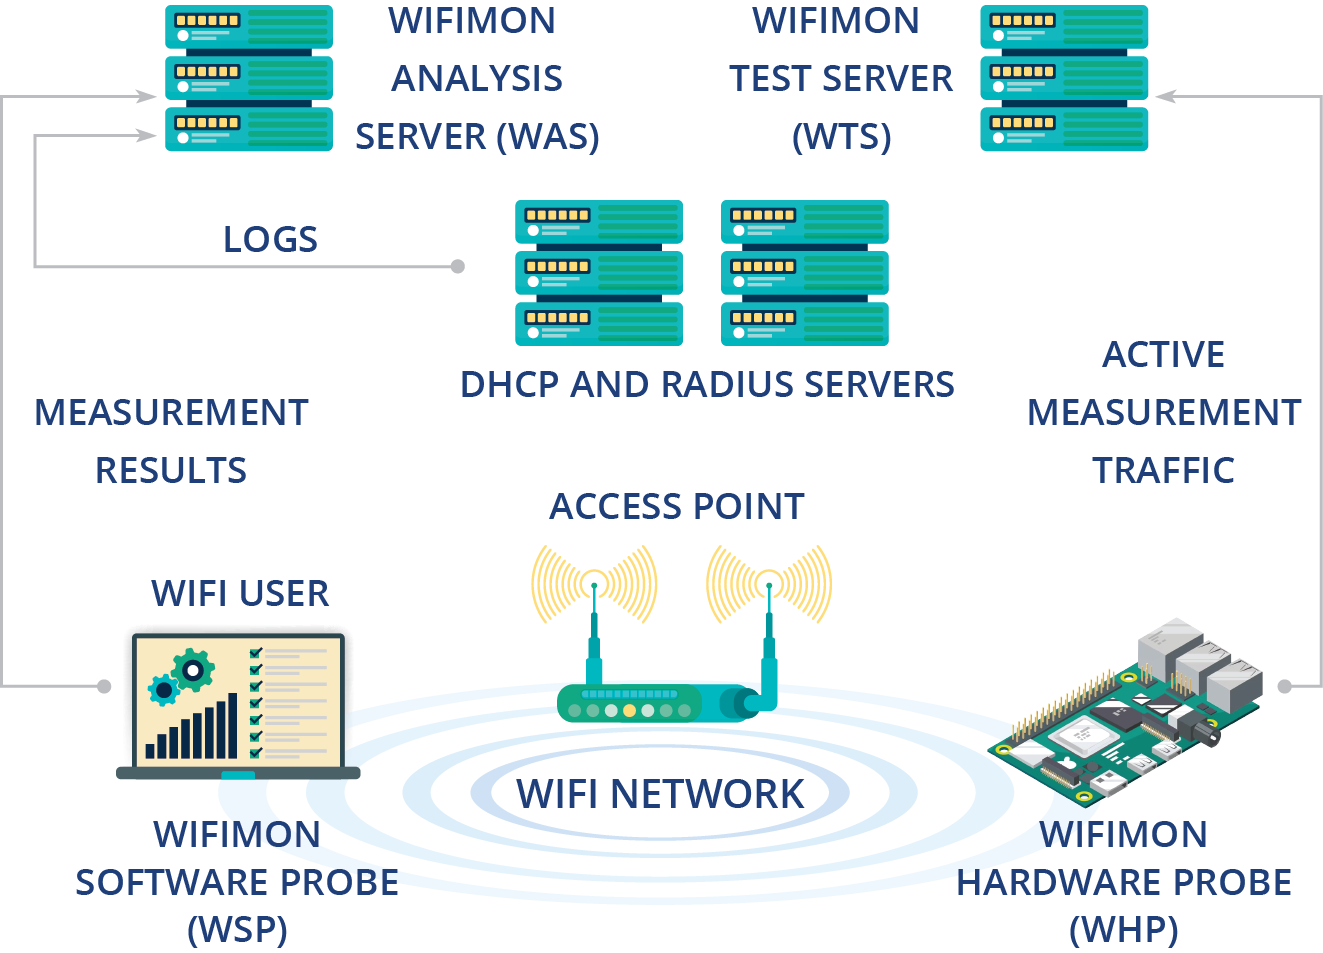 WIFIMON
ANALYSIS
SERVER (WAS)
WIFIMON
TEST SERVER
(WTS)
LOGS
DHCP AND RADIUS SERVERS
MEASUREMENT
RESULTS
ACTIVE
MEASUREMENT
TRAFFIC
ACCESS POINT
WIFI USER
WIFI NETWORK
WIFIMON
SOFTWARE PROBE
(WSP)
WIFIMON
HARDWARE PROBE
(WHP)